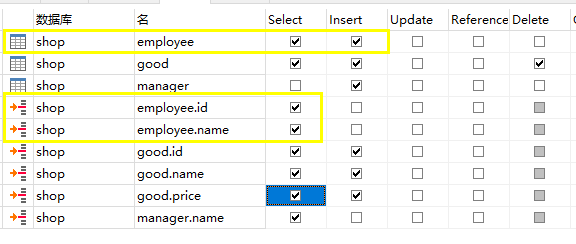 数据库 名 Select Insert Update Reference Delete
shop employee
shop good
shop manager
shop employee.id
shop employee.name
shop good.id
shop good.name
shop good.price
shop manager.name